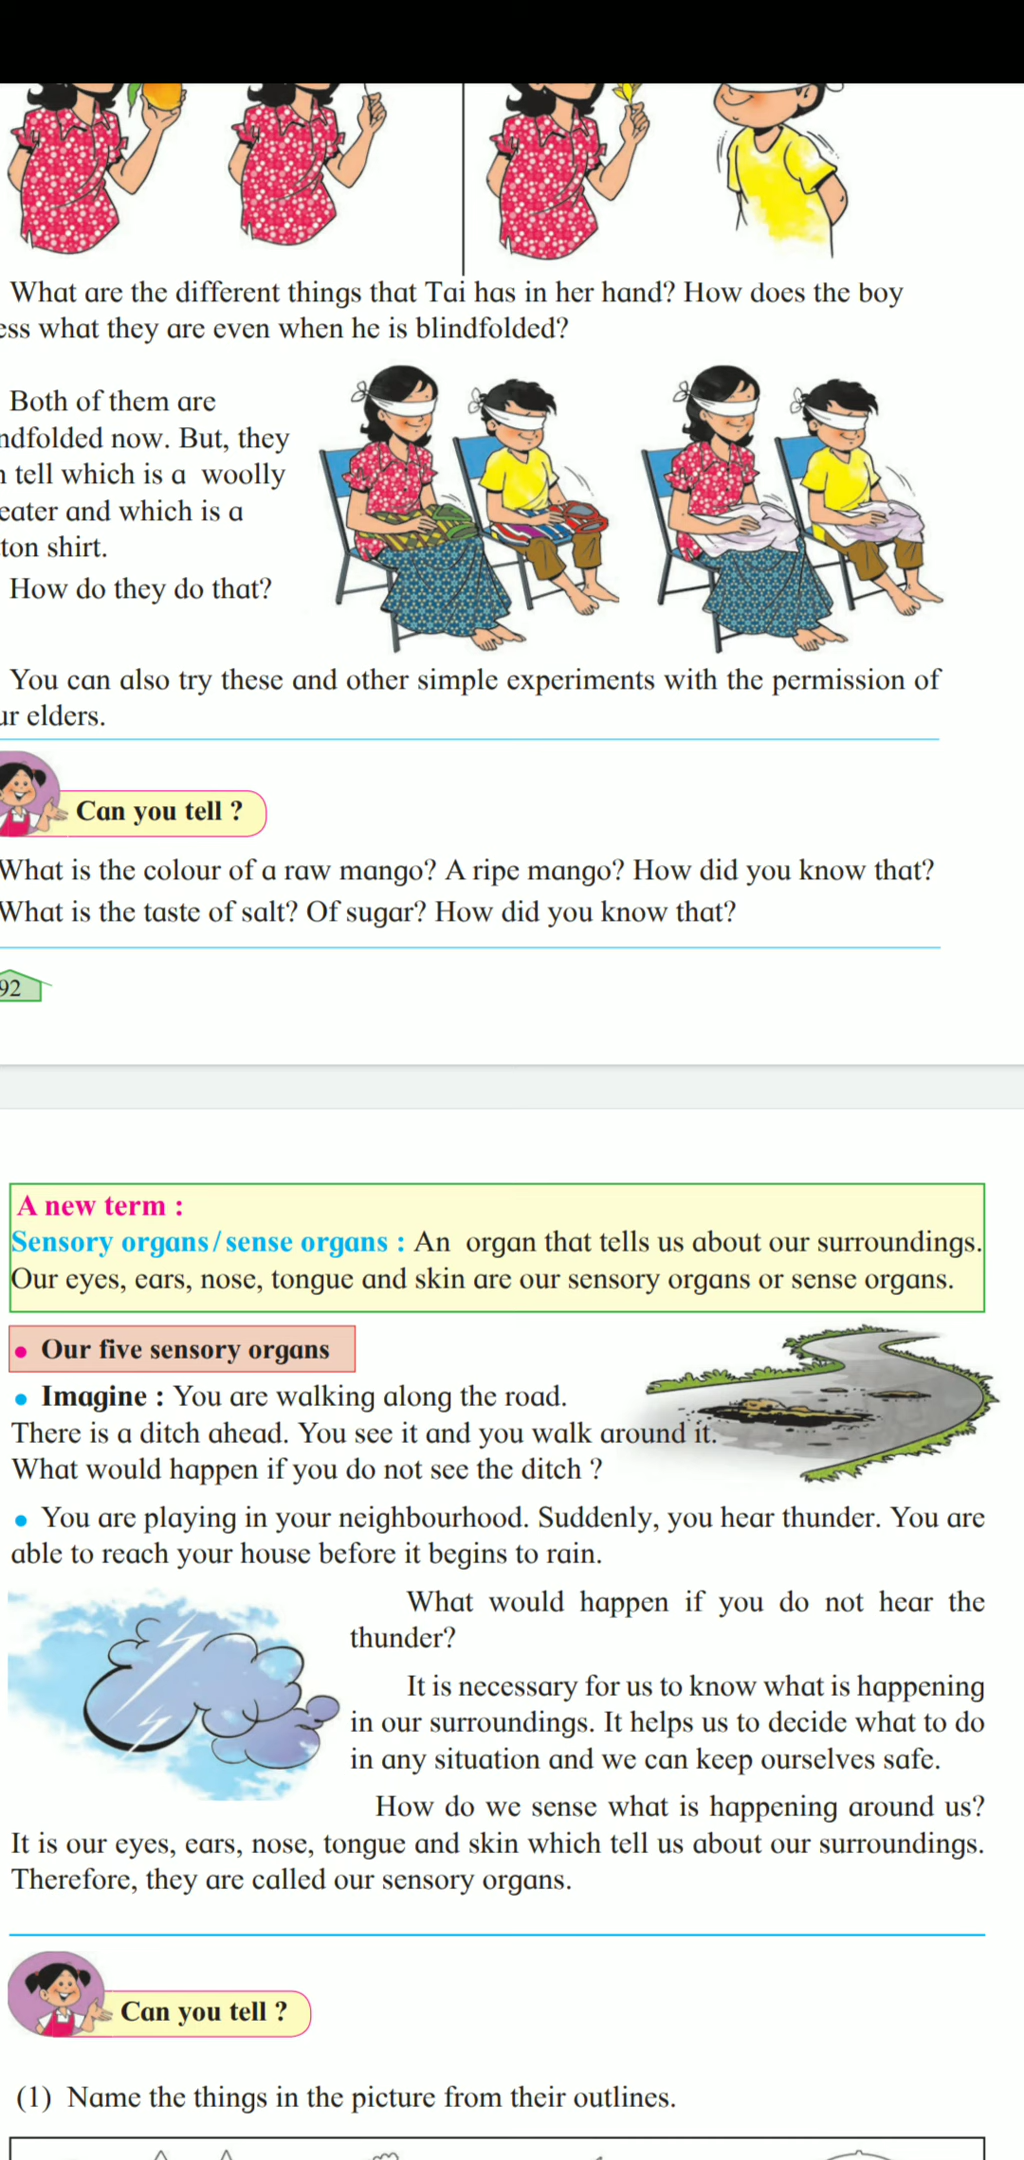 What are the different things that Tai has in her hand? How does the boy
ess what they are even when he is blindfolded?
Both of them are
ndfolded now. But, they
n tell which is a woolly
eater and which is a
ton shirt.
How do they do that?
You can also try these and other simple experiments with the permission of
ur elders.
Can you tell ?
What is the colour of a raw mango? A ripe mango? How did you know that?
What is the taste of salt? Of sugar? How did you know that?
92
A new term :
Sensory organs/sense organs : An organ that tells us about our surroundings.
Our eyes, ears, nose, tongue and skin are our sensory organs or sense organs.
• Our five sensory organs
• Imagine : You are walking along the road.
There is a ditch ahead. You see it and you walk around it.
What would happen if you do not see the ditch ?
• You are playing in your neighbourhood. Suddenly, you hear thunder. You are
able to reach your house before it begins to rain.
What would happen if you do not hear the
thunder?
It is necessary for us to know what is happening
in our surroundings. It helps us to decide what to do
in any situation and we can keep ourselves safe.
How do we sense what is happening around us?
It is our eyes, ears, nose, tongue and skin which tell us about our surroundings.
Therefore, they are called our sensory organs.
Can you tell ?
(1) Name the things in the picture from their outlines.